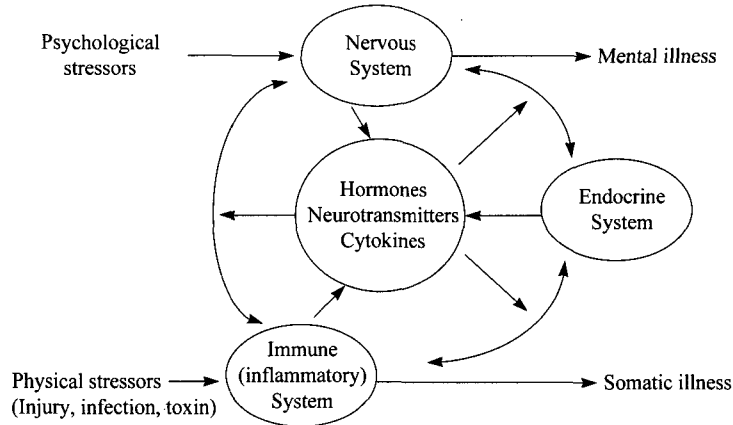 Psychological
stressors
Nervous
System
Mental illness
Hormones
Neurotransmitters
Cytokines
Endocrine
System
Immune
(inflammatory)
System
Physical stressors
(Injury, infection, toxin)
Somatic illness